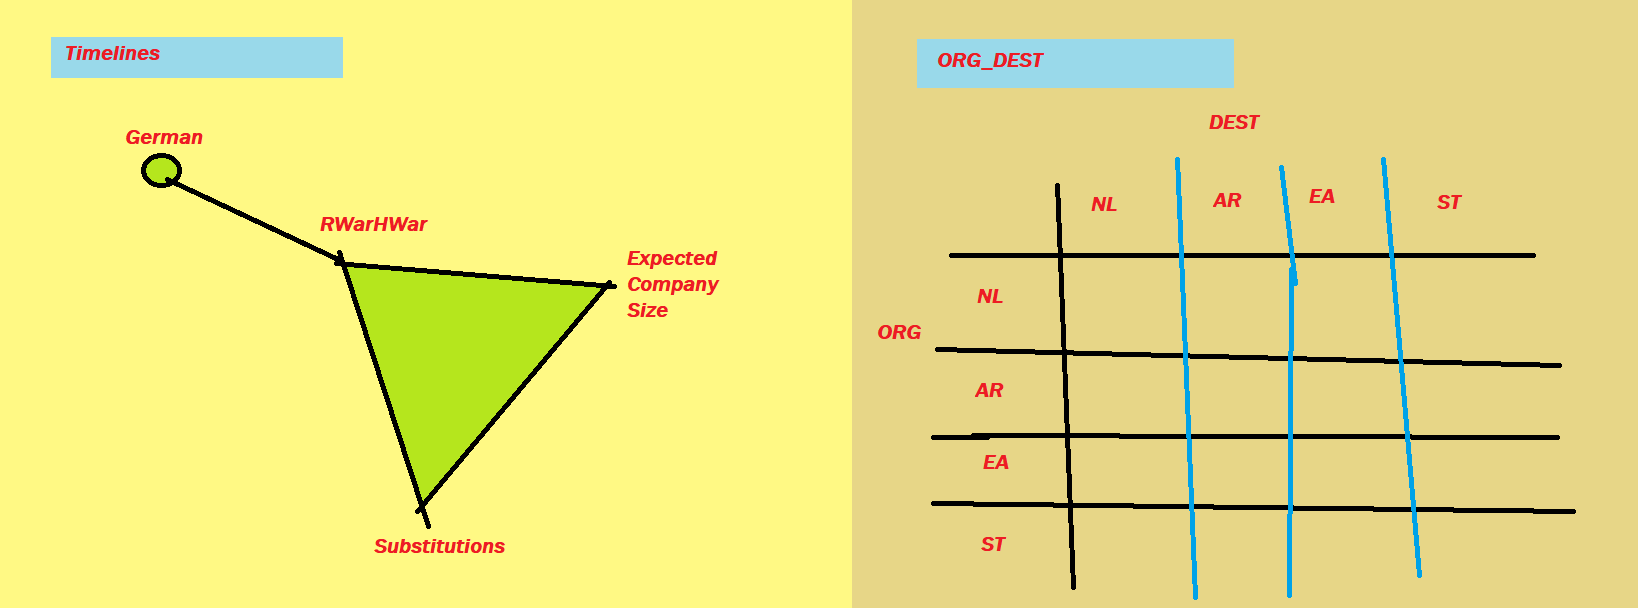 Timelines
German
RWarHWar
Expected
Company
Size
Substitutions
ORG_DEST
DEST
NL AR EA ST
NL
ORG
AR
EA
ST